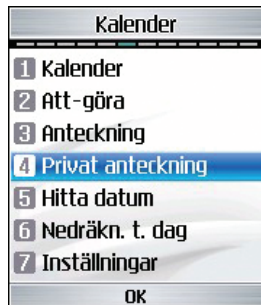 Kalender
1 Kalender
2 Att-göra
3 Anteckning
4 Privat anteckning
5 Hitta datum
6 Nedräkn. t. dag
7 Inställningar
OK